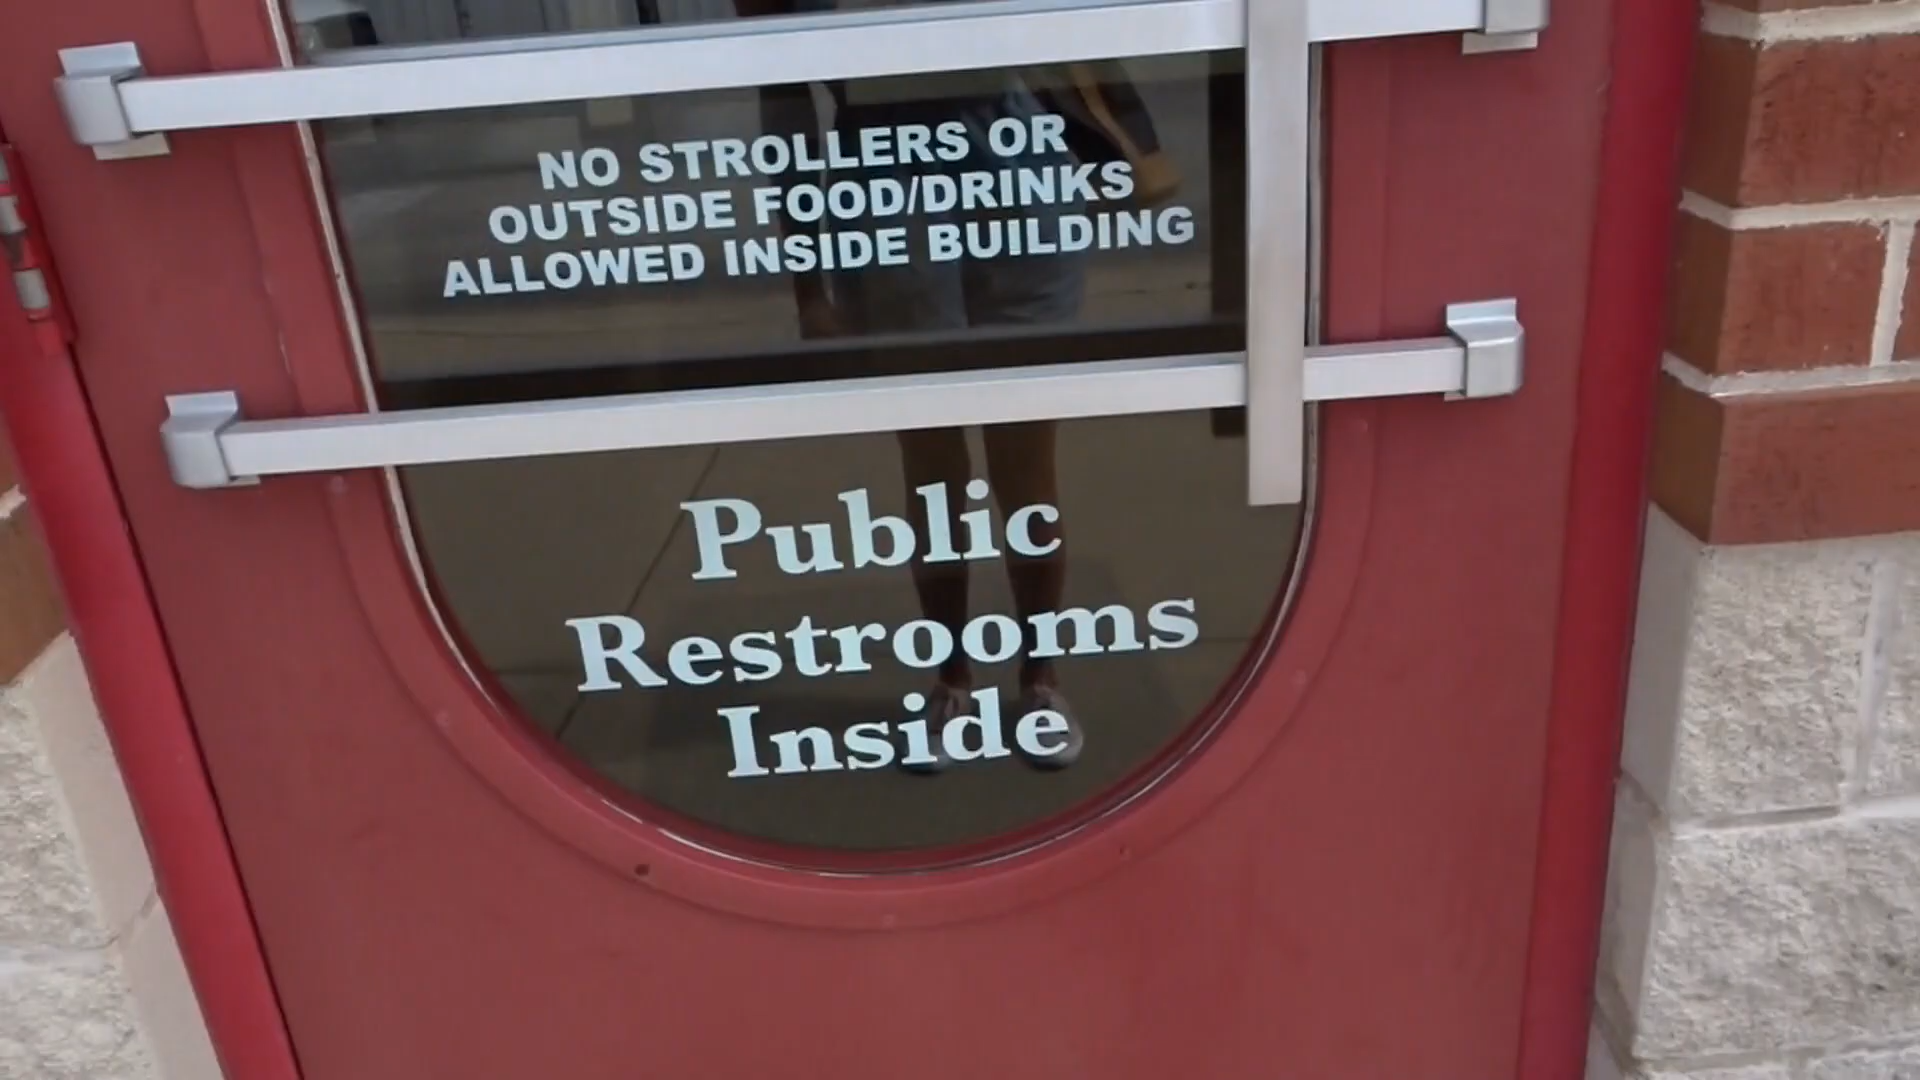 NO STROLLERS OR
OUTSIDE FOOD/DRINKS
ALLOWED INSIDE BUILDING
Public
Restrooms
Inside